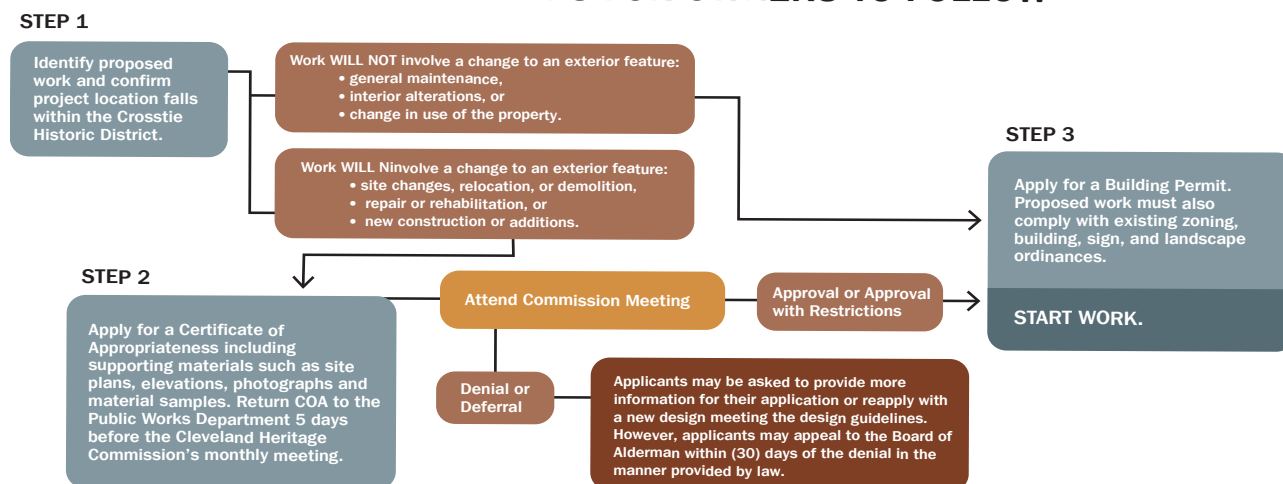 STEP 1
Identify proposed
work and confirm
project location falls
within the Crosstie
Historic District.
Work WILL NOT involve a change to an exterior feature:
• general maintenance,
• interior alterations, or
• change in use of the property.
Work WILL Ninvolve a change to an exterior feature:
• site changes, relocation, or demolition,
• repair or rehabilitation, or
• new construction or additions.
STEP 2
Apply for a Certificate of
Appropriateness including
supporting materials such as site
plans, elevations, photographs and
material samples. Return COA to the
Public Works Department 5 days
before the Cleveland Heritage
Commission's monthly meeting.
Attend Commission Meeting
Approval or Approval
with Restrictions
Denial or
Deferral
Applicants may be asked to provide more
information for their application or reapply with
a new design meeting the design guidelines.
However, applicants may appeal to the Board of
Alderman within (30) days of the denial in the
manner provided by law.
STEP 3
Apply for a Building Permit.
Proposed work must also
comply with existing zoning,
building, sign, and landscape
ordinances.
START WORK.